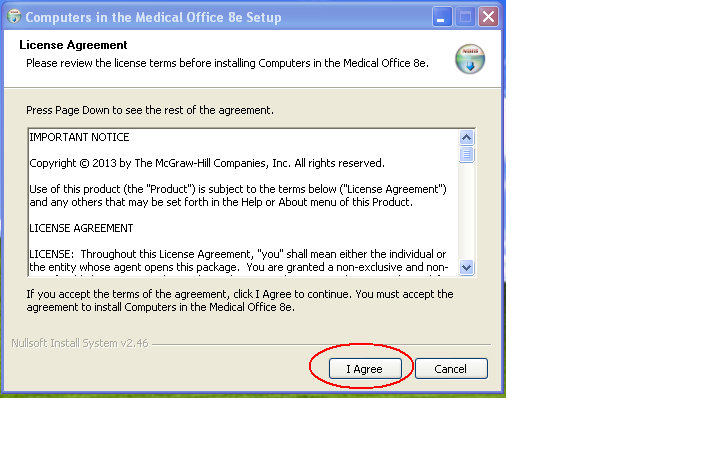 Computers in the Medical Office 8e Setup
License Agreement
Please review the license terms before installing Computers in the Medical Office 8e.
Press Page Down to see the rest of the agreement.
IMPORTANT NOTICE
Copyright © 2013 by The McGraw-Hill Companies, Inc. All rights reserved.
Use of this product (the "Product") is subject to the terms below ("License Agreement")
and any others that may be set forth in the Help or About menu of this Product.
LICENSE AGREEMENT
LICENSE:  Throughout this License Agreement, "you" shall mean either the individual or
the entity whose agent opens this package.  You are granted a non-exclusive and non-
If you accept the terms of the agreement, click I Agree to continue. You must accept the
agreement to install Computers in the Medical Office 8e.
Nullsoft Install System v2.46
I Agree
Cancel